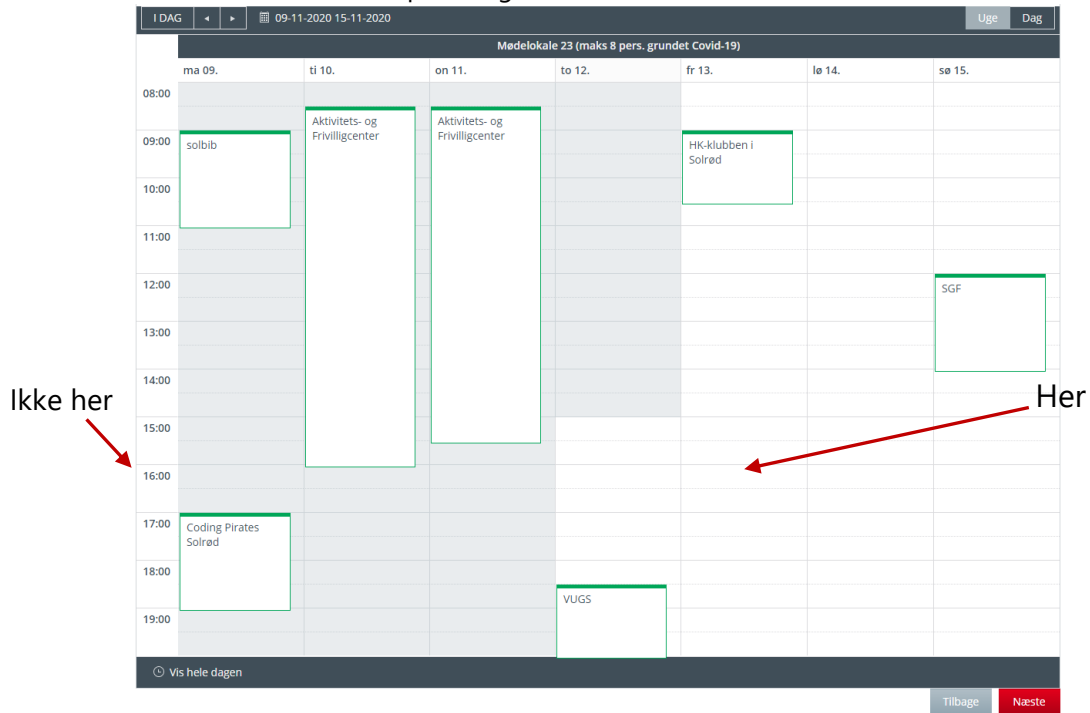 I DAG ◂ ▸ 09-11-2020 15-11-2020 Uge Dag
Mødelokale 23 (maks 8 pers. grundet Covid-19)
ma 09. ti 10. on 11. to 12. fr 13. lø 14. sø 15.
08:00
Aktivitets- og
Frivilligcenter
Aktivitets- og
Frivilligcenter
09:00
solbib
HK-klubben i
Solrød
10:00
11:00
12:00
SGF
13:00
14:00
Ikke her
Her
15:00
16:00
17:00
Coding Pirates
Solrød
18:00
VUGS
19:00
Vis hele dagen
Tilbage Næste